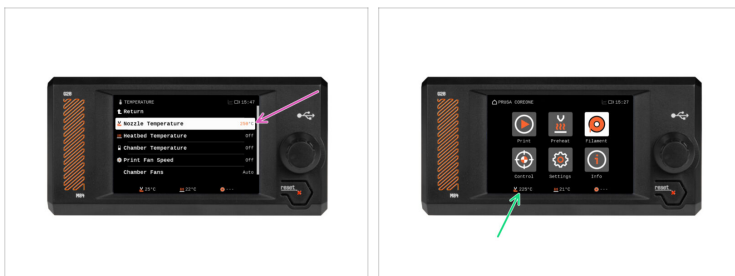 TEMPERATURE
15:47
Return
Nozzle Temperature
250°C
Heatbed Temperature
Off
Chamber Temperature
Off
Print Fan Speed
Off
Chamber Fans
Auto
25°C
22°C
---
reset
PRUSA COREONE
15:27
Print
Preheat
Filament
Control
Settings
Info
225°C
21°C
---
reset